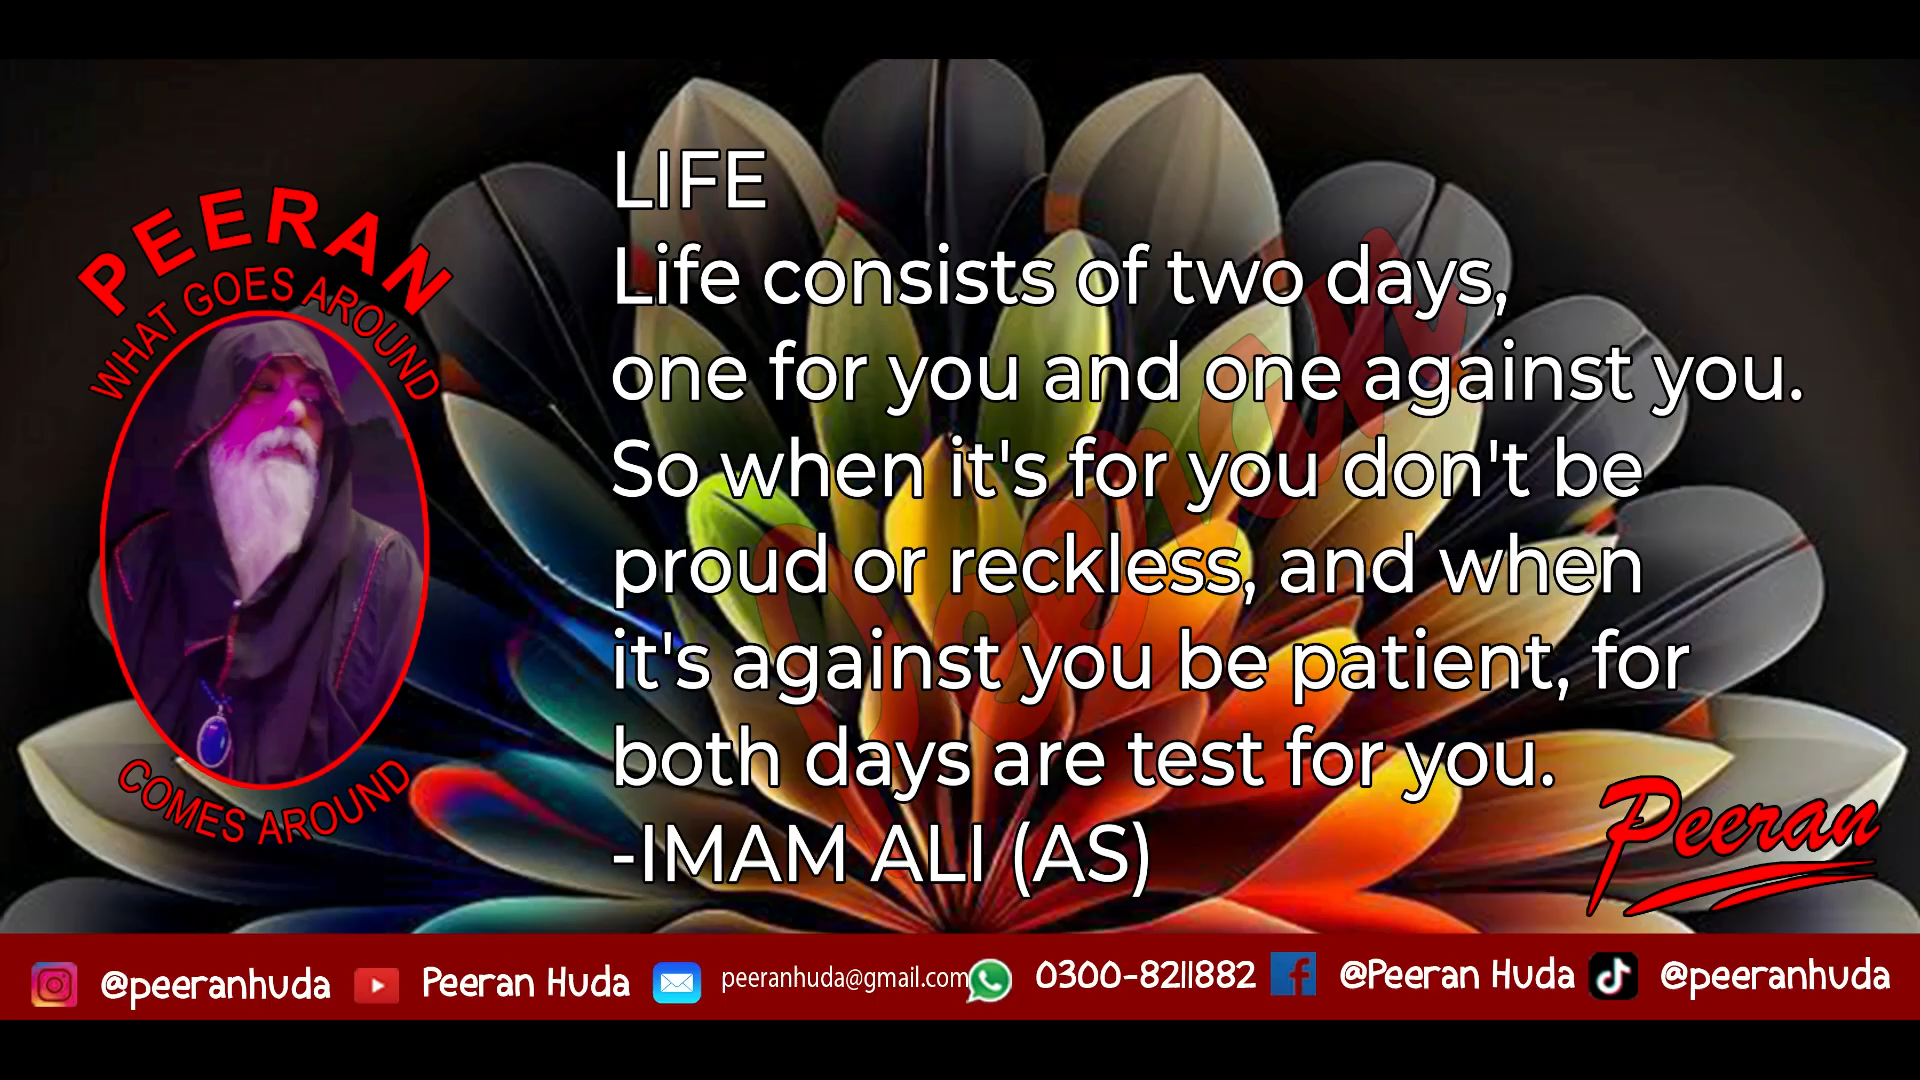 PEERAN
WHAT GOES AROUND
COMES AROUND
LIFE
Life consists of two days,
one for you and one against you.
So when it's for you don't be
proud or reckless, and when
it's against you be patient, for
both days are test for you.
-IMAM ALI (AS)
Peeran
Peeran
@peeranhuda
Peeran Huda
peeranhuda@gmail.com
0300-8211882
@Peeran Huda
@peeranhuda